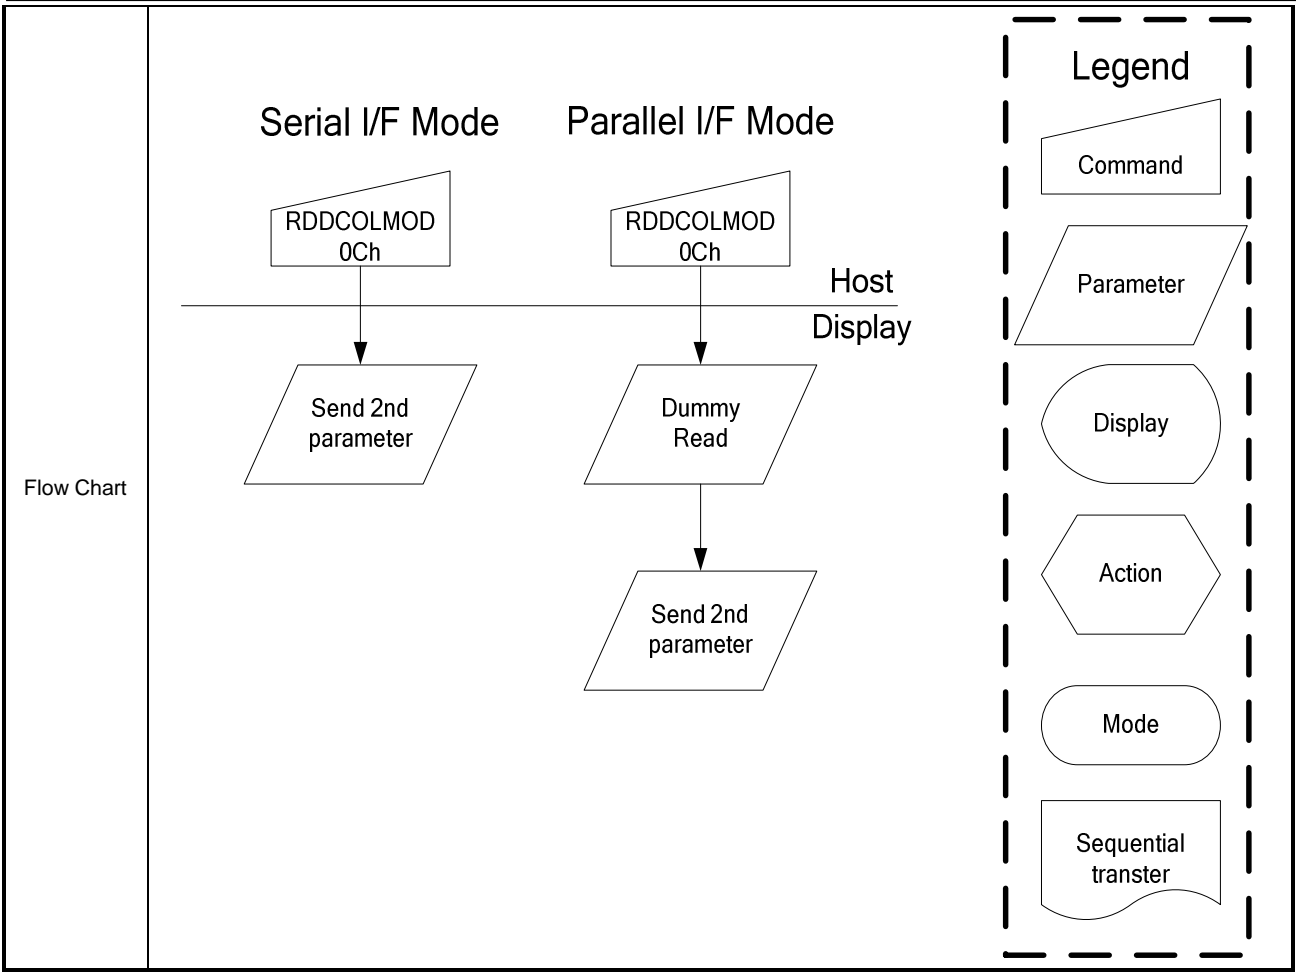 Flow Chart
Serial I/F Mode
Parallel I/F Mode
RDDCOLMOD
0Ch
RDDCOLMOD
0Ch
Host
Display
Send 2nd
parameter
Dummy
Read
Send 2nd
parameter
Legend
Command
Parameter
Display
Action
Mode
Sequential
transter